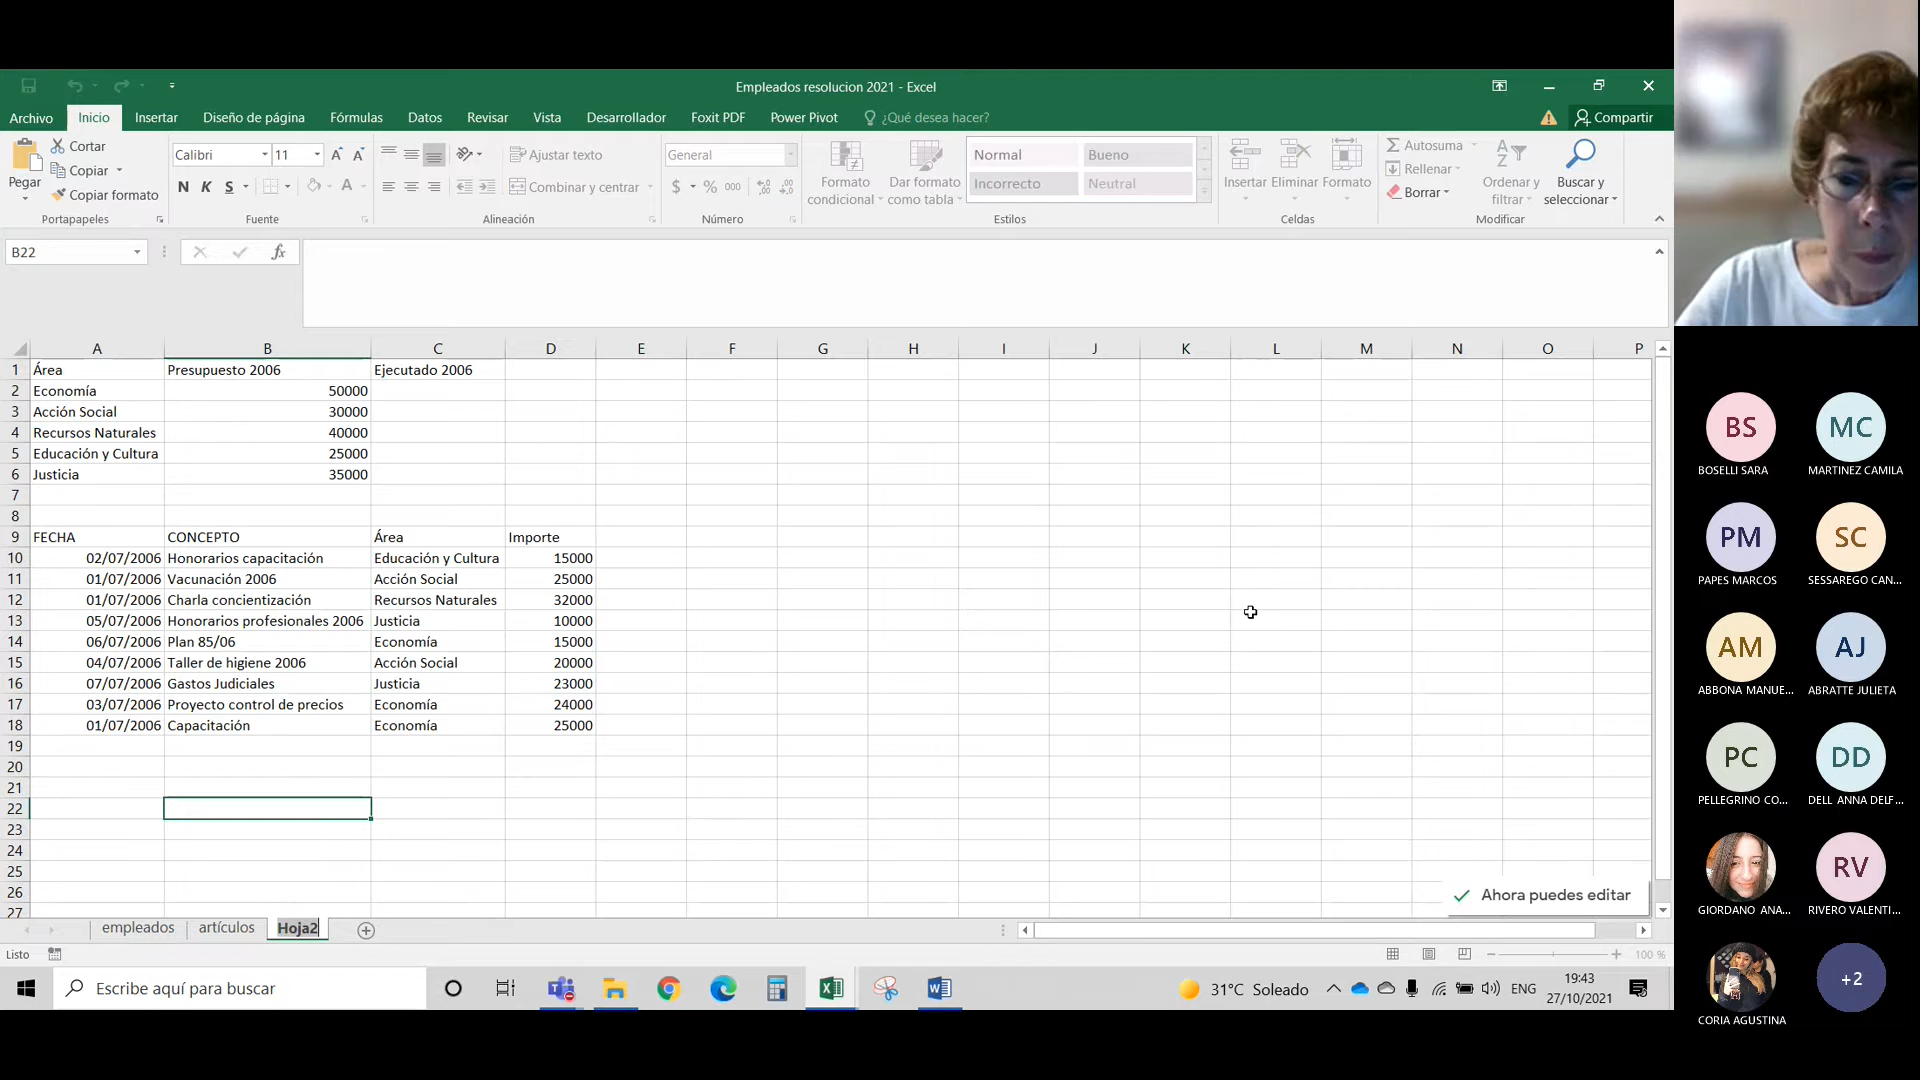 Empleados resolucion 2021 - Excel
Archivo Inicio Insertar Diseño de página Fórmulas Datos Revisar Vista Desarrollador Foxit PDF Power Pivot ¿Qué desea hacer? Compartir
Pegar
Cortar
Copiar
Copiar formato
Portapapeles
Calibri 11
N K S
Fuente
Ajustar texto
Combinar y centrar
Alineación
General
$ % 000
Número
Formato condicional
Dar formato como tabla
Normal Bueno
Incorrecto Neutral
Estilos
Insertar Eliminar Formato
Celdas
Autosuma
Rellenar
Borrar
Ordenar y filtrar
Buscar y seleccionar
Modificar
B22 fx
A B C D E F G H I J K L M N O P
1 Área Presupuesto 2006 Ejecutado 2006
2 Economía 50000
3 Acción Social 30000
4 Recursos Naturales 40000
5 Educación y Cultura 25000
6 Justicia 35000
7
8
9 FECHA CONCEPTO Área Importe
10 02/07/2006 Honorarios capacitación Educación y Cultura 15000
11 01/07/2006 Vacunación 2006 Acción Social 25000
12 01/07/2006 Charla concientización Recursos Naturales 32000
13 05/07/2006 Honorarios profesionales 2006 Justicia 10000
14 06/07/2006 Plan 85/06 Economía 15000
15 04/07/2006 Taller de higiene 2006 Acción Social 20000
16 07/07/2006 Gastos Judiciales Justicia 23000
17 03/07/2006 Proyecto control de precios Economía 24000
18 01/07/2006 Capacitación Economía 25000
19
20
21
22
23
24
25
26
27
Ahora puedes editar
empleados artículos Hoja2
Listo 100 %
Escribe aquí para buscar
31°C Soleado ENG
19:43
27/10/2021
BS MC
BOSELLI SARA MARTINEZ CAMILA
PM SC
PAPES MARCOS SESSAREGO CAN...
AM AJ
ABBONA MANUE... ABRATTE JULIETA
PC DD
PELLEGRINO CO... DELL ANNA DELF...
RV
GIORDANO ANA... RIVERO VALENTI...
+2
CORIA AGUSTINA